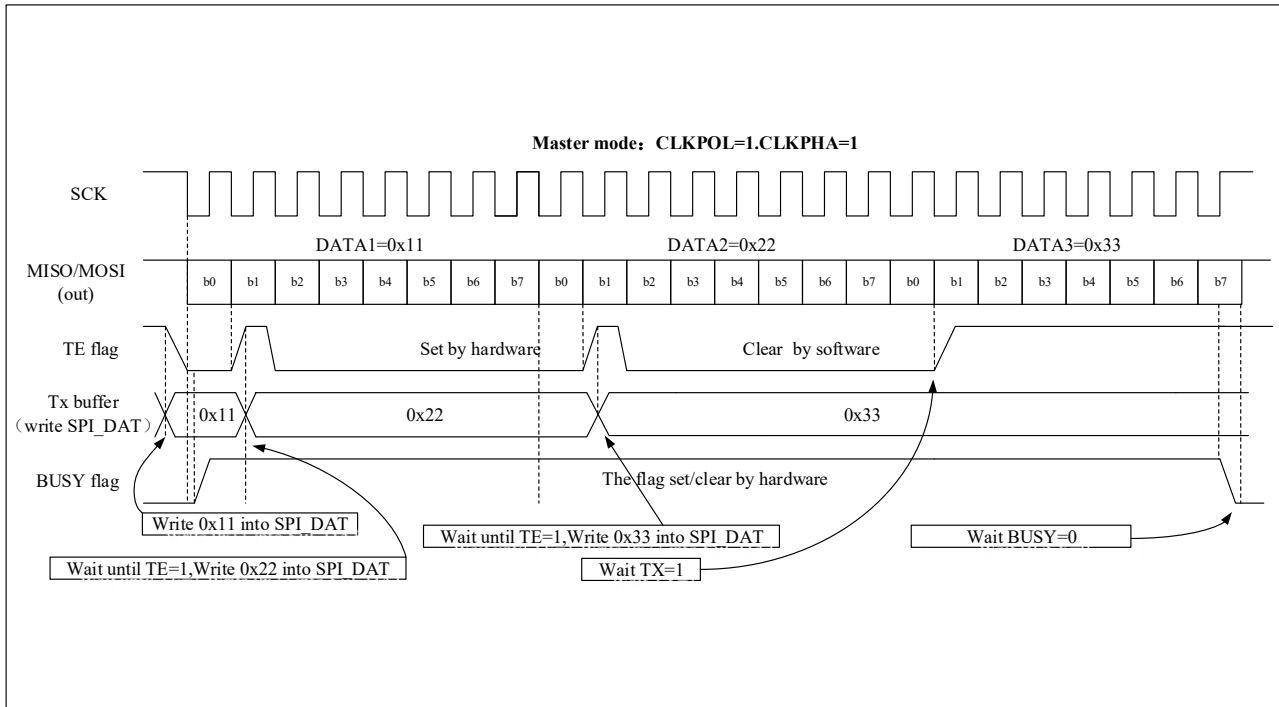 Master mode：CLKPOL=1.CLKPHA=1
SCK
DATA1=0x11 DATA2=0x22 DATA3=0x33
MISO/MOSI
(out)
b0 b1 b2 b3 b4 b5 b6 b7 b0 b1 b2 b3 b4 b5 b6 b7 b0 b1 b2 b3 b4 b5 b6 b7
TE flag
Set by hardware
Clear by software
Tx buffer
（write SPI_DAT）
0x11 0x22 0x33
BUSY flag
The flag set/clear by hardware
Write 0x11 into SPI_DAT
Wait until TE=1,Write 0x33 into SPI_DAT
Wait BUSY=0
Wait until TE=1,Write 0x22 into SPI_DAT
Wait TX=1